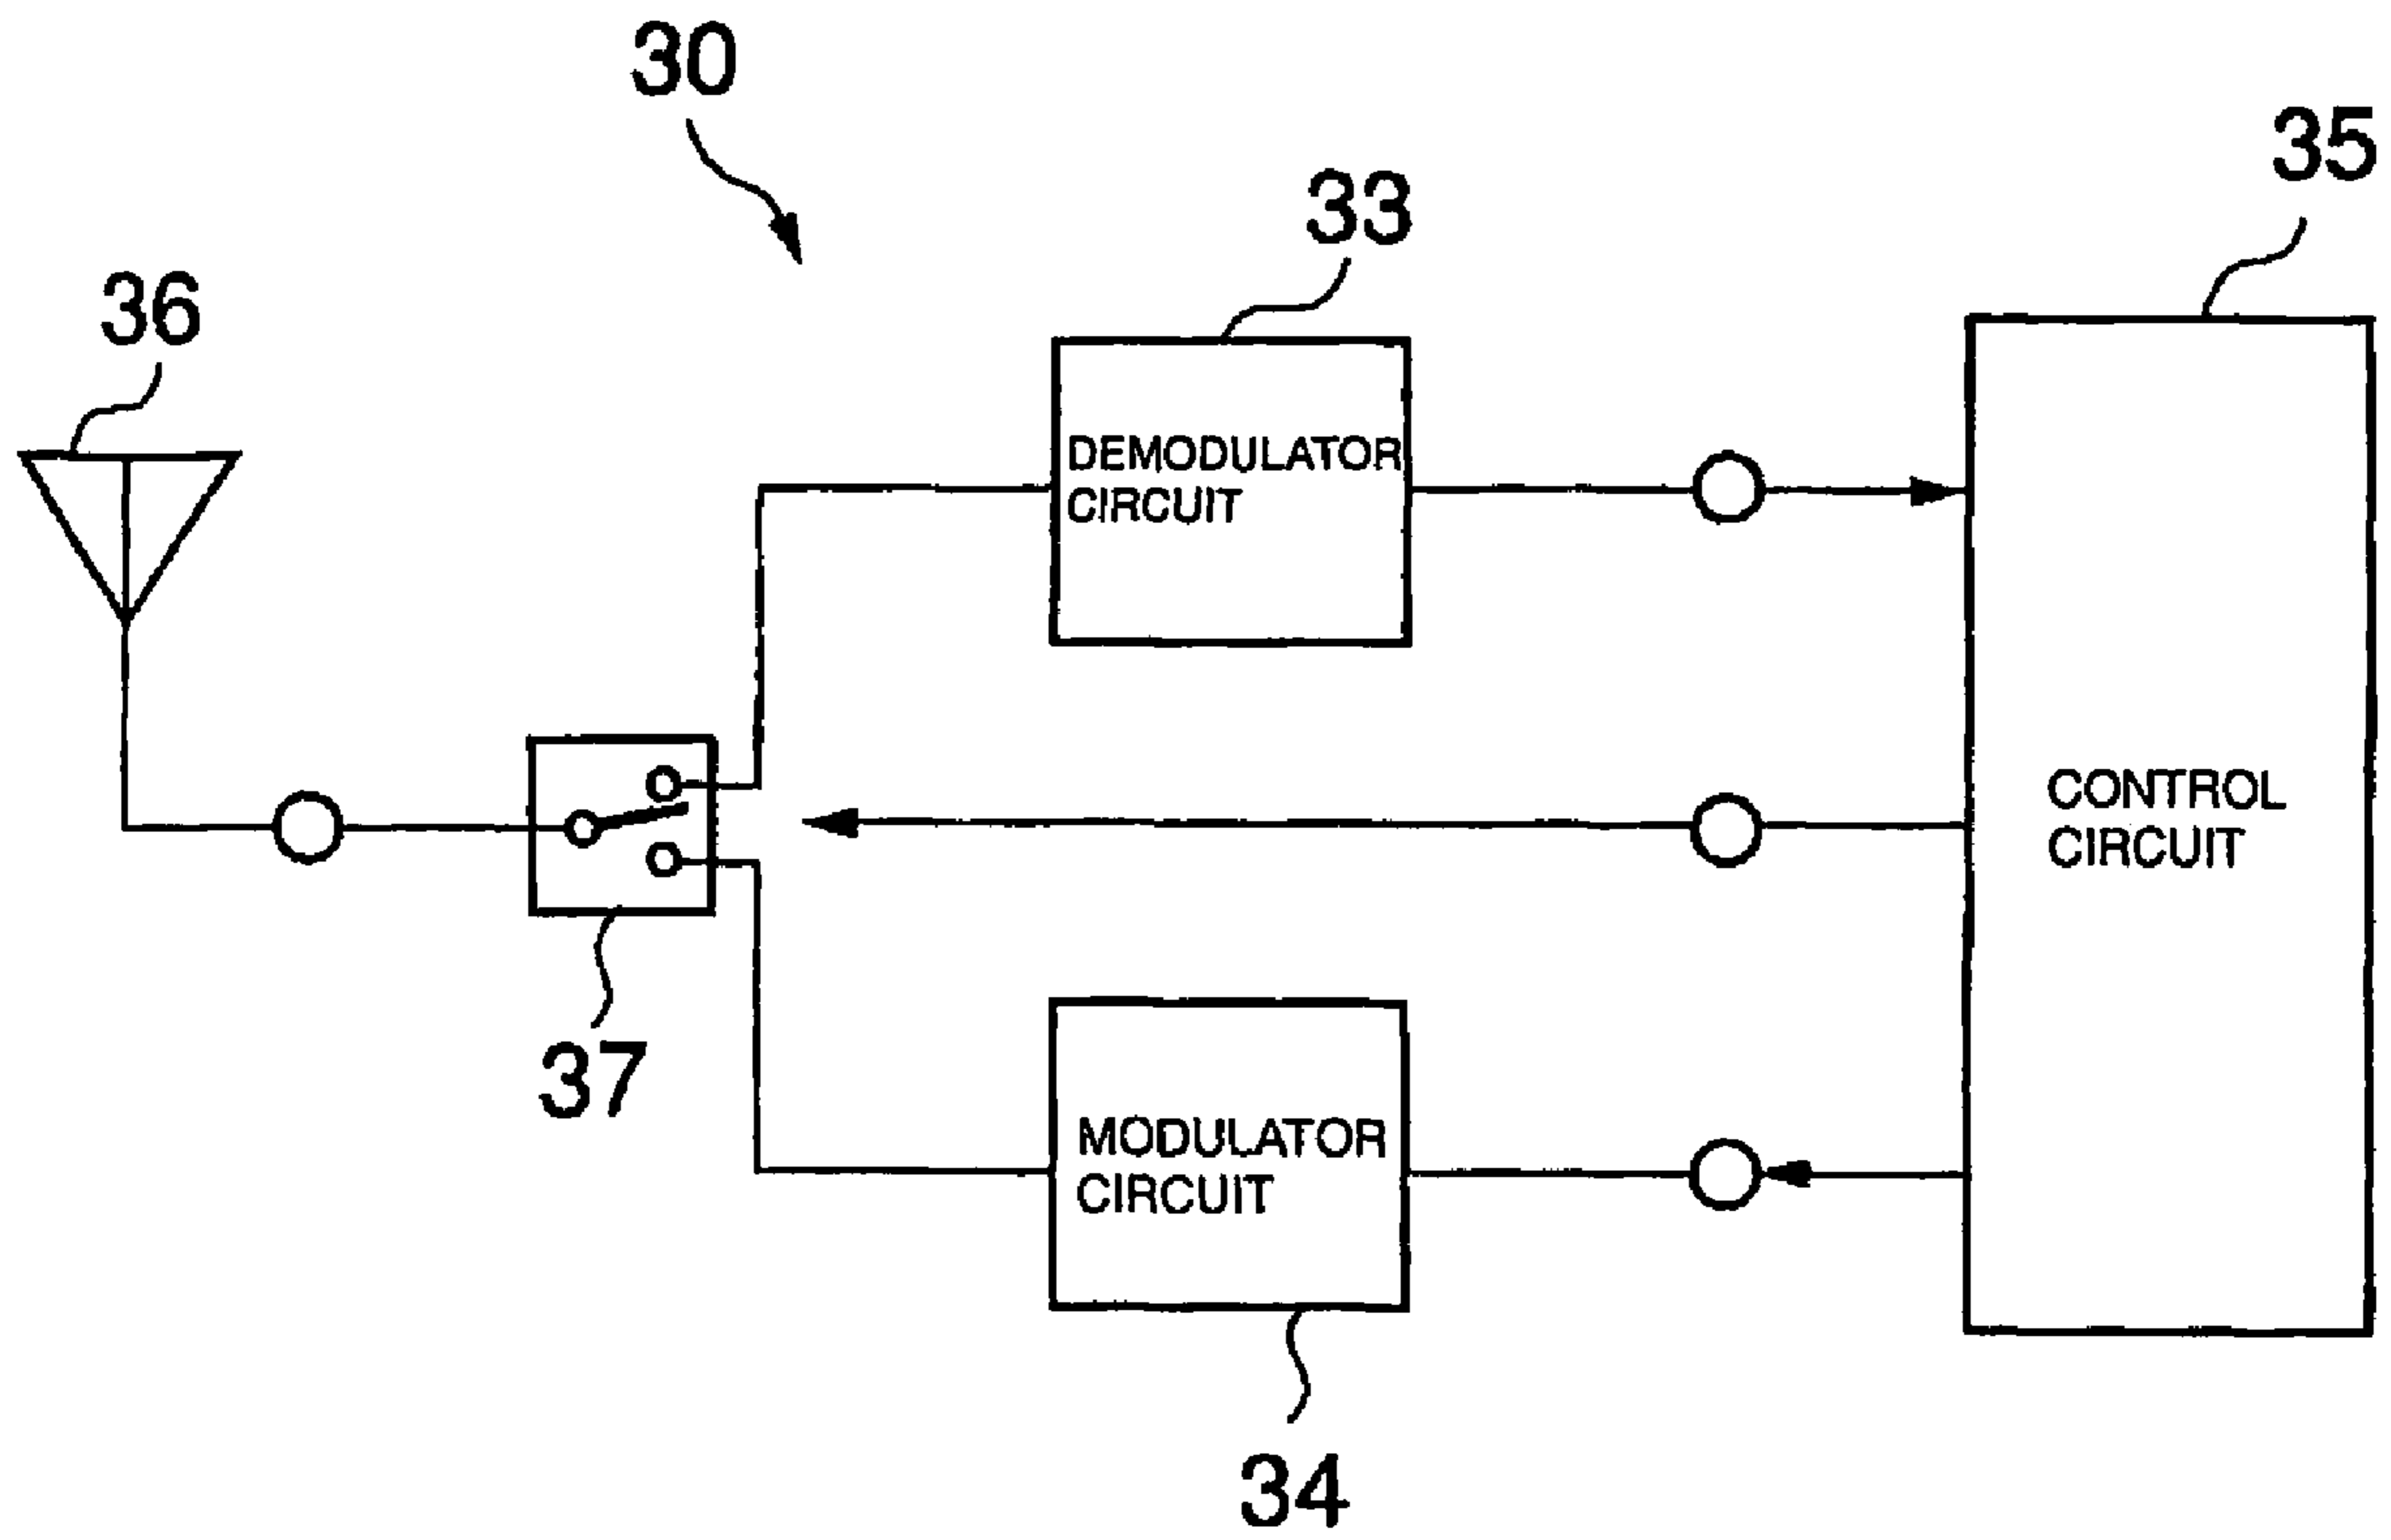 30
35
33
36
DEMODULATOR
CIRCUIT
CONTROL
CIRCUIT
37
MODULATOR
CIRCUIT
34